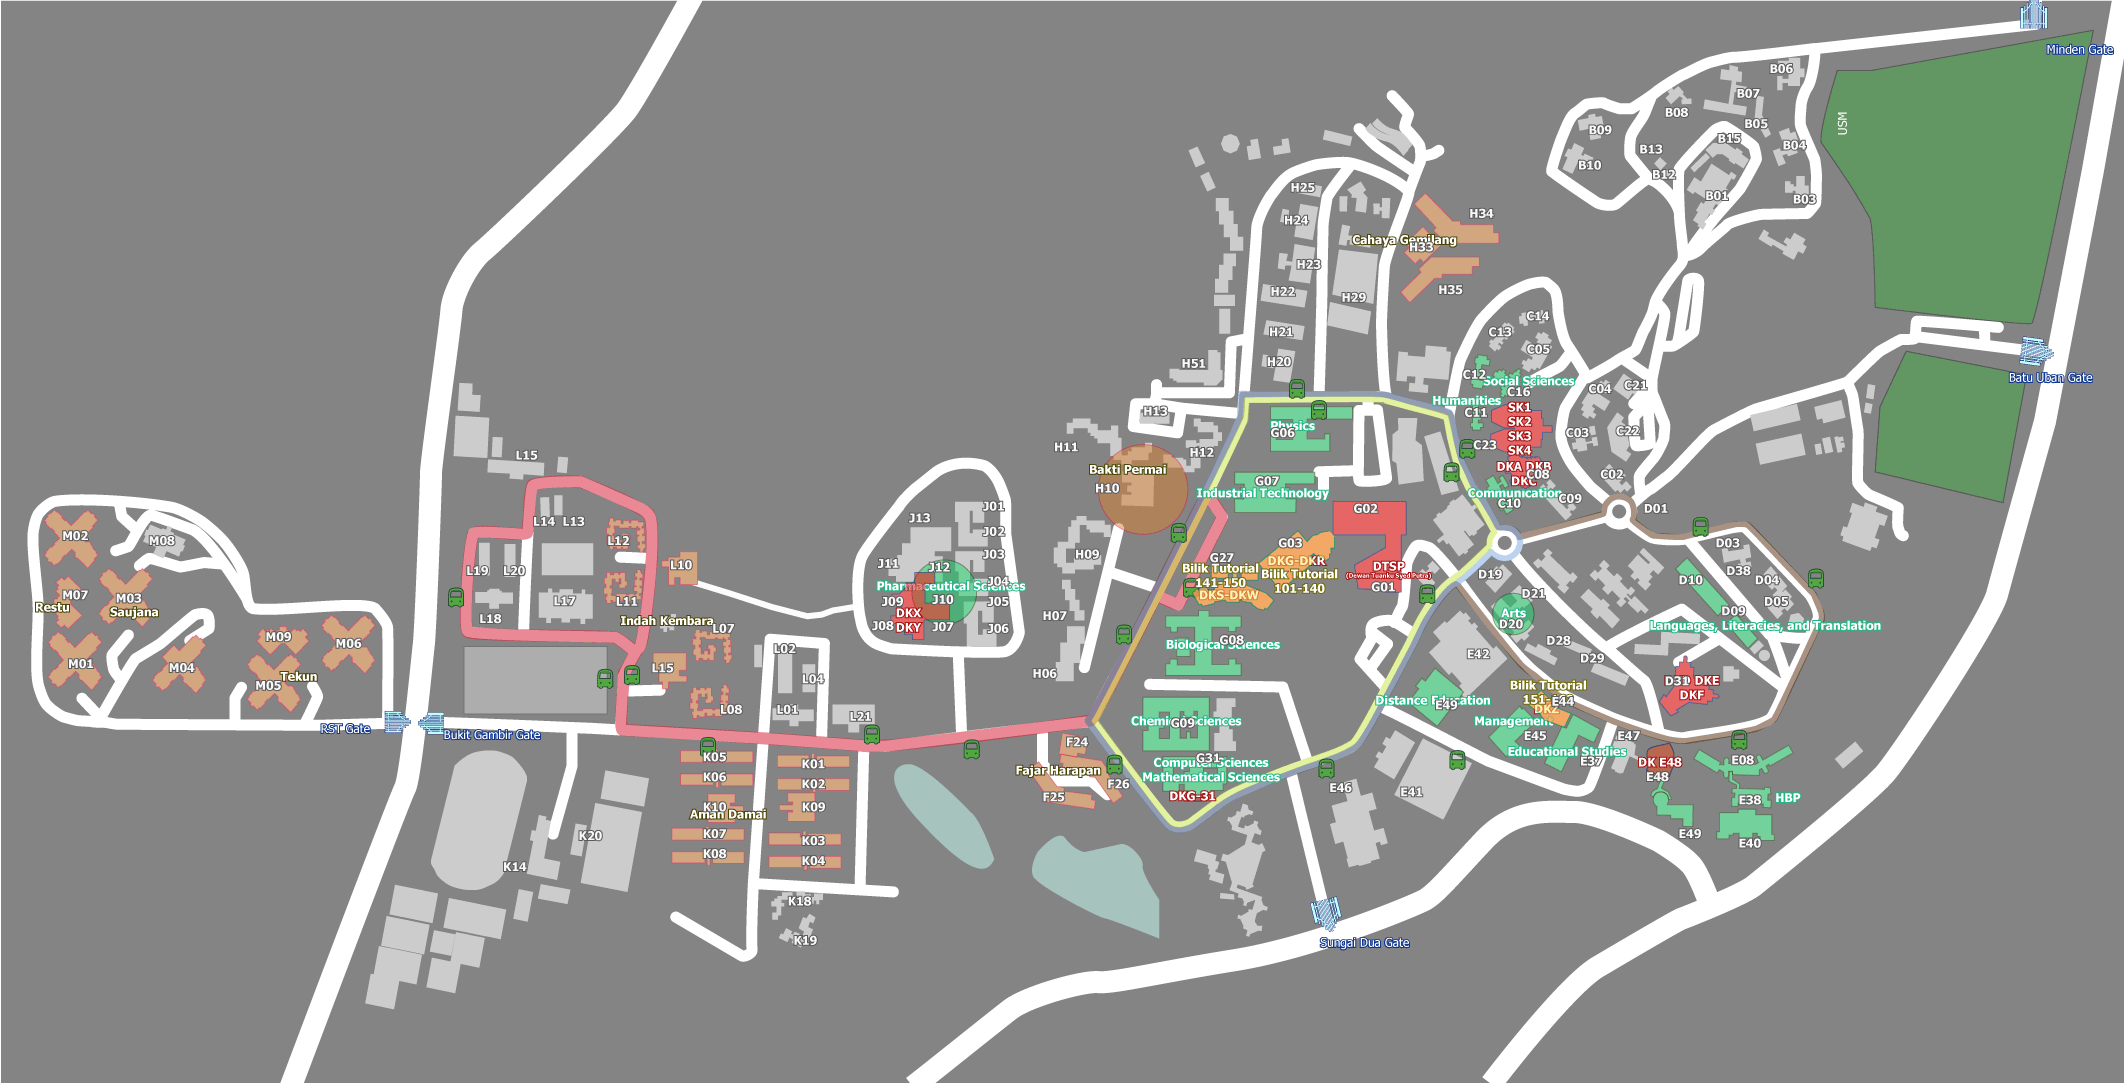 Minden Gate
B06
B07
B08
B05
USM
B09
B15
B04
B13
B10
B12
B01
B03
H25
H34
H24
Cahaya Gemilang
H33
H23
H22
H35
H29
C14
H21
C13
C05
Batu Uban Gate
H51
H20
C12
Social Sciences
C04
C21
C16
Humanities
SK1
H13
C11
SK2
Physics
G06
C03
C22
SK3
C23
H11
H12
SK4
L15
Bakti Permai
DKA DKB
C08
C02
G07
DKC
H10
Industrial Technology
Communication
C09
C10
J01
G02
D01
J13
L14
L13
M02
J02
M08
L12
G03
D03
H09
J03
G27
DKG-DKR
DTSP
(Dewan Tuanku Syed Putra)
L10
J11
J12
Bilik Tutorial
141-150
Bilik Tutorial
101-140
D19
D38
L19
L20
J04
Pharmaceutical Sciences
G01
D10
D04
M07
M03
L17
L11
J09
J10
J05
DKS-DKW
D21
D05
Restu
Saujana
DKX
Arts
D09
L18
Indah Kembara
J08
DKY
J07
J06
H07
D20
Languages, Literacies, and Translation
L07
M09
M06
G08
Biological Sciences
D28
L02
E42
D29
M01
M04
L15
H06
Tekun
L04
D31
DKE
M05
Bilik Tutorial
DKF
Distance Education
E49
151-
E44
L08
L01
L21
DKZ
Chemical Sciences
G09
Management
RST Gate
Bukit Gambir Gate
F24
E45
E47
Educational Studies
K05
K01
G31
Computer Sciences
E37
DK E48
E08
Fajar Harapan
K06
K02
F26
Mathematical Sciences
E48
E46
E41
F25
DKG-31
E38
HBP
K10
K09
Aman Damai
K20
K07
K03
E49
E40
K08
K04
K14
K18
K19
Sungai Dua Gate